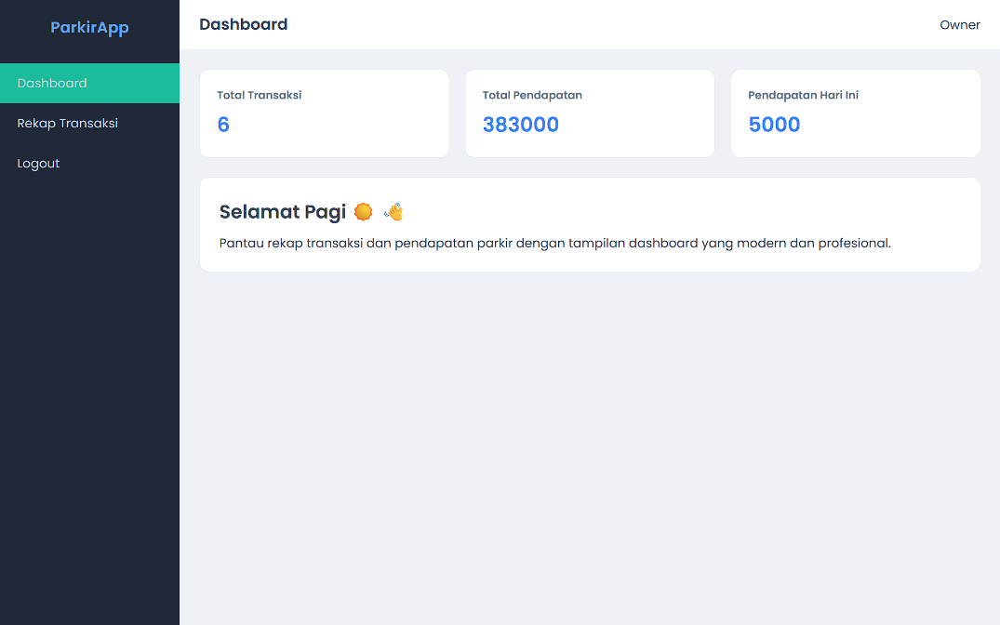 ParkirApp
Dashboard
Rekap Transaksi
Logout
Dashboard
Owner
Total Transaksi
6
Total Pendapatan
383000
Pendapatan Hari Ini
5000
Selamat Pagi
Pantau rekap transaksi dan pendapatan parkir dengan tampilan dashboard yang modern dan profesional.